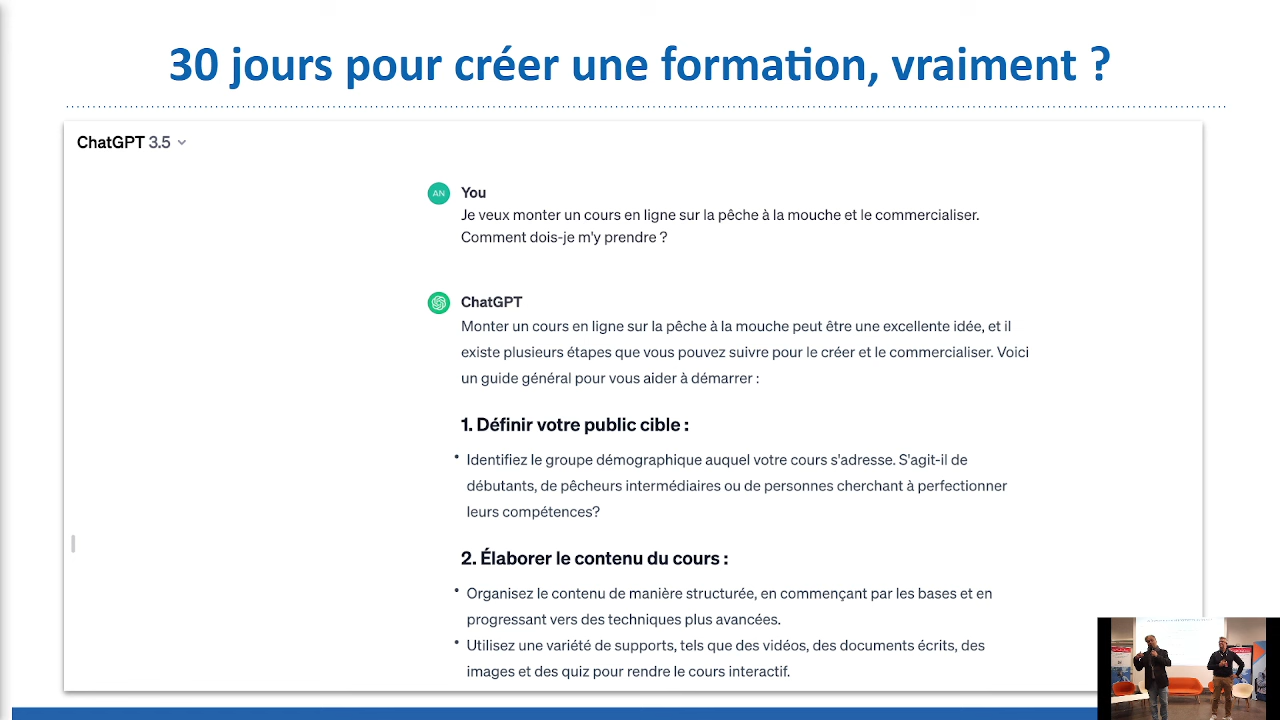 30 jours pour créer une formation, vraiment ?
ChatGPT 3.5
AN
You
Je veux monter un cours en ligne sur la pêche à la mouche et le commercialiser.
Comment dois-je m'y prendre ?
ChatGPT
Monter un cours en ligne sur la pêche à la mouche peut être une excellente idée, et il
existe plusieurs étapes que vous pouvez suivre pour le créer et le commercialiser. Voici
un guide général pour vous aider à démarrer :
1. Définir votre public cible :
• Identifiez le groupe démographique auquel votre cours s'adresse. S'agit-il de
débutants, de pêcheurs intermédiaires ou de personnes cherchant à perfectionner
leurs compétences?
2. Élaborer le contenu du cours :
• Organisez le contenu de manière structurée, en commençant par les bases et en
progressant vers des techniques plus avancées.
• Utilisez une variété de supports, tels que des vidéos, des documents écrits, des
images et des quiz pour rendre le cours interactif.